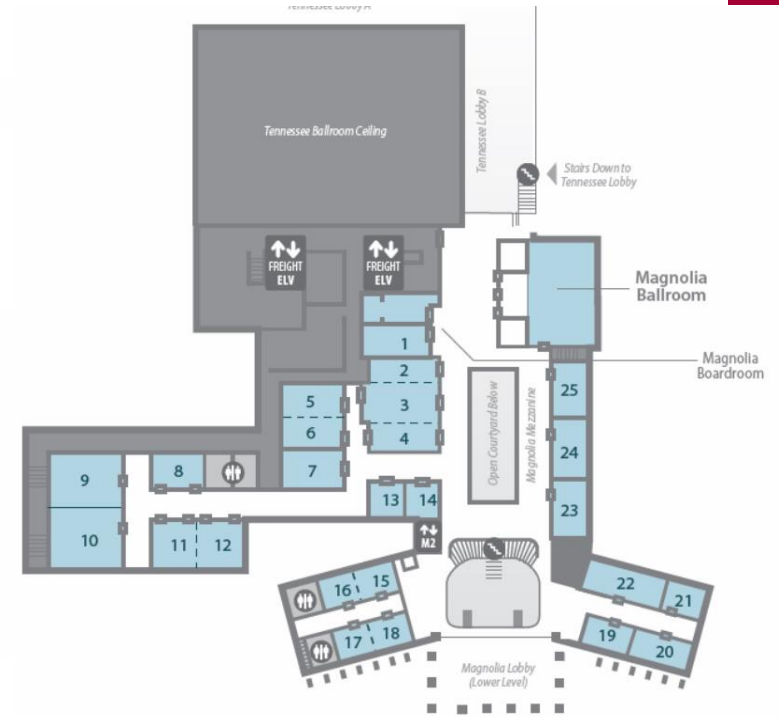 Tennessee Lobby A
Tennessee Ballroom Ceiling
Tennessee Lobby B
Stairs Down to
Tennessee Lobby
FREIGHT
ELV
FREIGHT
ELV
Magnolia
Ballroom
Magnolia
Boardroom
1
2
3
4
5
6
7
8
9
10
11
12
13
14
M2
Open Courtyard Below
Magnolia Mezzanine
25
24
23
22
21
19
20
16
15
17
18
Magnolia Lobby
(Lower Level)